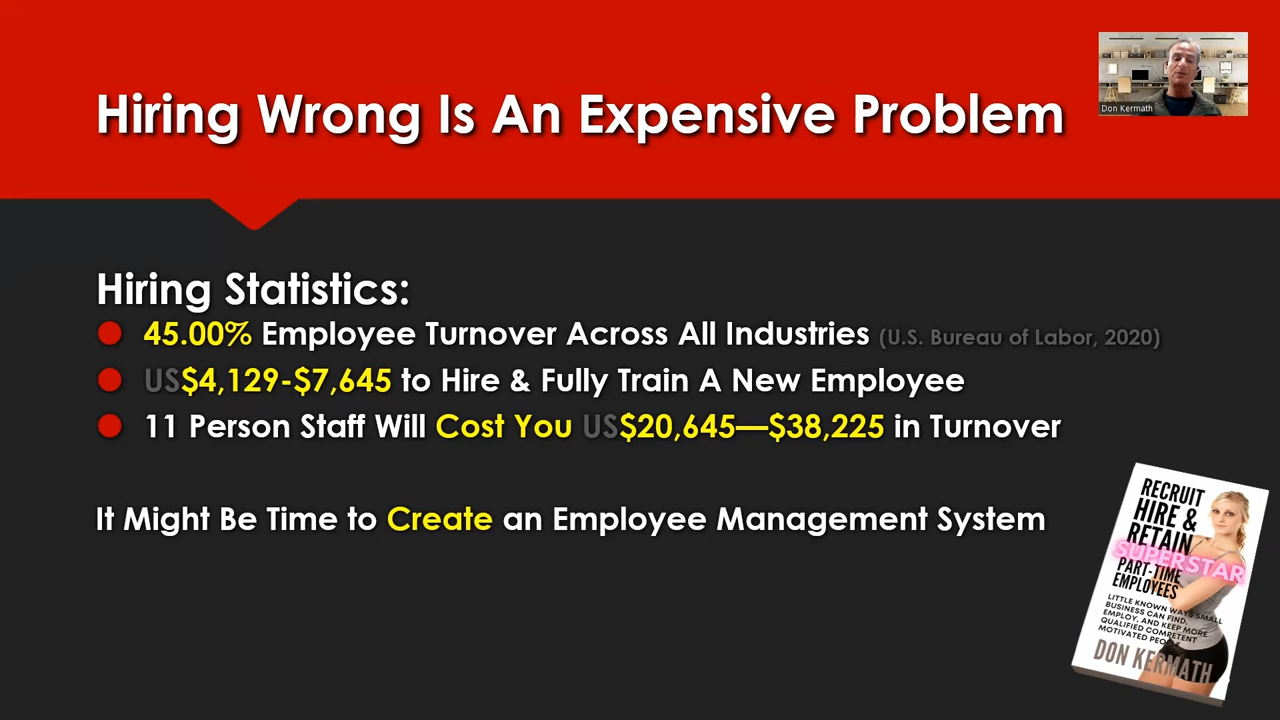 Hiring Wrong Is An Expensive Problem
Don Kermath
Hiring Statistics:
45.00% Employee Turnover Across All Industries (U.S. Bureau of Labor, 2020)
US$4,129-$7,645 to Hire & Fully Train A New Employee
11 Person Staff Will Cost You US$20,645—$38,225 in Turnover
It Might Be Time to Create an Employee Management System
RECRUIT
HIRE &
RETAIN
SUPERSTAR
PART-TIME
EMPLOYEES
LITTLE KNOWN WAYS SMALL
BUSINESS CAN FIND,
EMPLOY, AND KEEP MORE
QUALIFIED COMPETENT
MOTIVATED PEOPLE
DON KERMATH